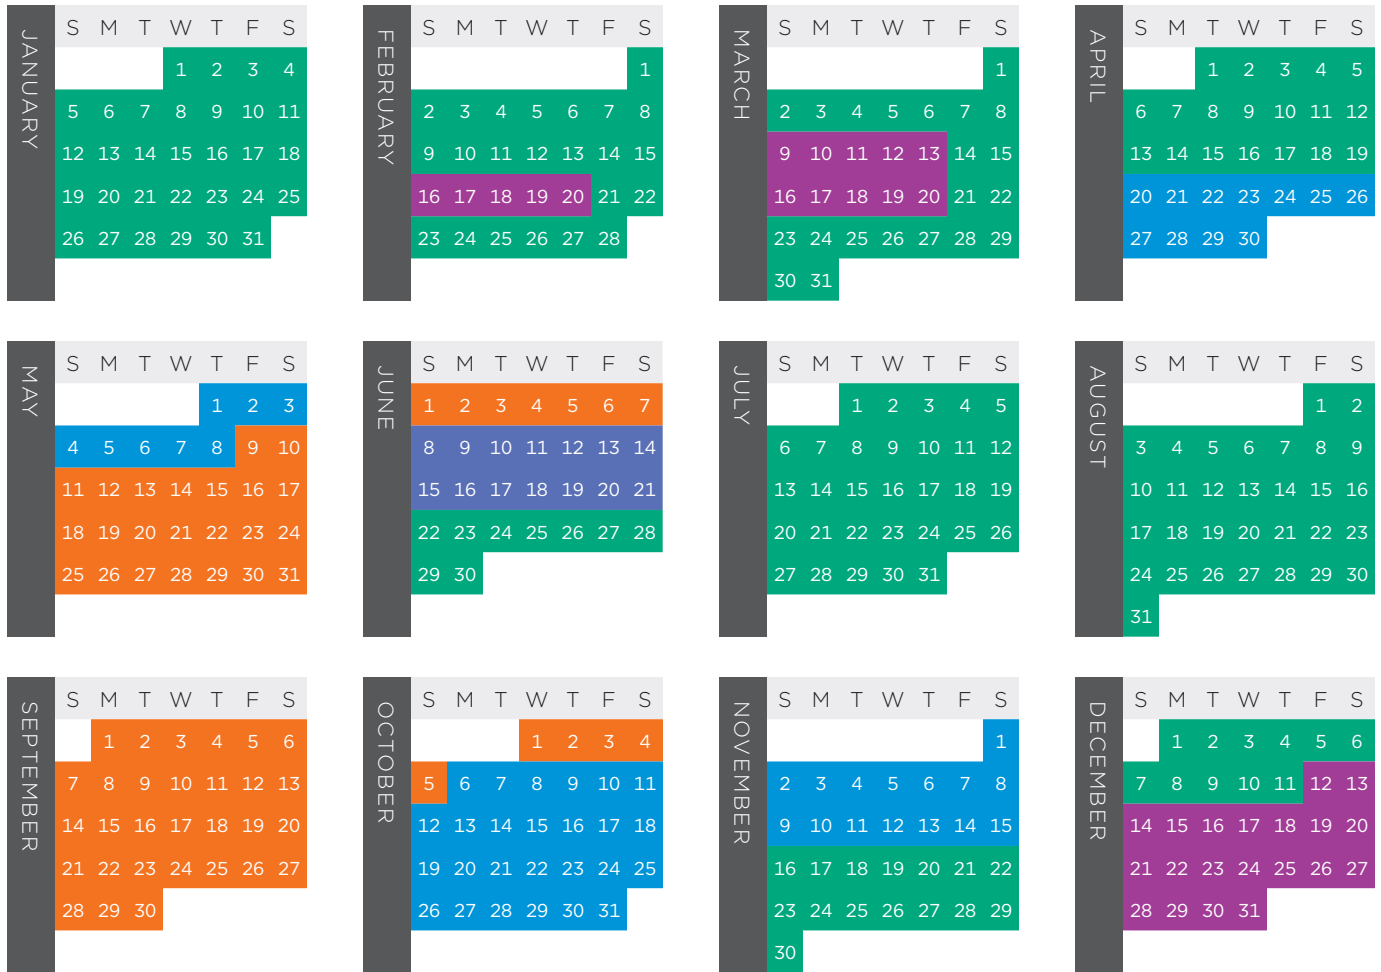 JANUARY
S M T W T F S
1 2 3 4
5 6 7 8 9 10 11
12 13 14 15 16 17 18
19 20 21 22 23 24 25
26 27 28 29 30 31
FEBRUARY
S M T W T F S
1
2 3 4 5 6 7 8
9 10 11 12 13 14 15
16 17 18 19 20 21 22
23 24 25 26 27 28
MARCH
S M T W T F S
1
2 3 4 5 6 7 8
9 10 11 12 13 14 15
16 17 18 19 20 21 22
23 24 25 26 27 28 29
30 31
APRIL
S M T W T F S
1 2 3 4 5
6 7 8 9 10 11 12
13 14 15 16 17 18 19
20 21 22 23 24 25 26
27 28 29 30
MAY
S M T W T F S
1 2 3
4 5 6 7 8 9 10
11 12 13 14 15 16 17
18 19 20 21 22 23 24
25 26 27 28 29 30 31
JUNE
S M T W T F S
1 2 3 4 5 6 7
8 9 10 11 12 13 14
15 16 17 18 19 20 21
22 23 24 25 26 27 28
29 30
JULY
S M T W T F S
1 2 3 4 5
6 7 8 9 10 11 12
13 14 15 16 17 18 19
20 21 22 23 24 25 26
27 28 29 30 31
AUGUST
S M T W T F S
1 2
3 4 5 6 7 8 9
10 11 12 13 14 15 16
17 18 19 20 21 22 23
24 25 26 27 28 29 30
31
SEPTEMBER
S M T W T F S
1 2 3 4 5 6
7 8 9 10 11 12 13
14 15 16 17 18 19 20
21 22 23 24 25 26 27
28 29 30
OCTOBER
S M T W T F S
1 2 3 4
5 6 7 8 9 10 11
12 13 14 15 16 17 18
19 20 21 22 23 24 25
26 27 28 29 30 31
NOVEMBER
S M T W T F S
1
2 3 4 5 6 7 8
9 10 11 12 13 14 15
16 17 18 19 20 21 22
23 24 25 26 27 28 29
30
DECEMBER
S M T W T F S
1 2 3 4 5 6
7 8 9 10 11 12 13
14 15 16 17 18 19 20
21 22 23 24 25 26 27
28 29 30 31